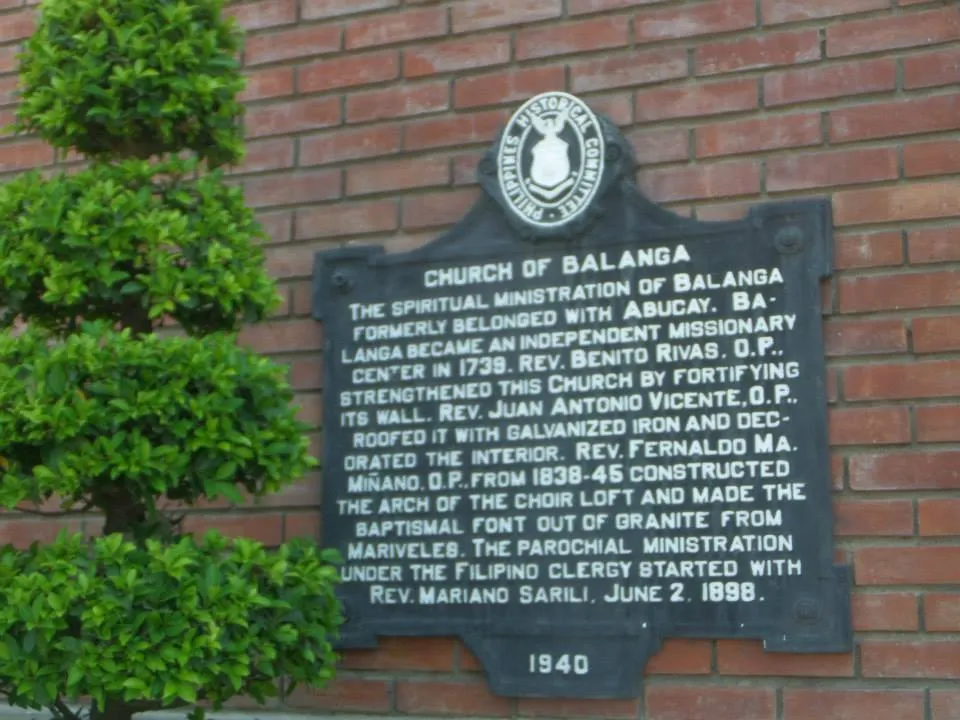 PHILIPPINES HISTORICAL COMMITTEE
CHURCH OF BALANGA
THE SPIRITUAL MINISTRATION OF BALANGA
FORMERLY BELONGED WITH ABUCAY. BA-
LANGA BECAME AN INDEPENDENT MISSIONARY
CENTER IN 1739. REV. BENITO RIVAS, O.P.,
STRENGTHENED THIS CHURCH BY FORTIFYING
ITS WALL. REV. JUAN ANTONIO VICENTE, O.P.,
ROOFED IT WITH GALVANIZED IRON AND DEC-
ORATED THE INTERIOR. REV. FERNALDO MA.
MIÑANO, O.P., FROM 1838-45 CONSTRUCTED
THE ARCH OF THE CHOIR LOFT AND MADE THE
BAPTISMAL FONT OUT OF GRANITE FROM
MARIVELES. THE PAROCHIAL MINISTRATION
UNDER THE FILIPINO CLERGY STARTED WITH
REV. MARIANO SARILI, JUNE 2, 1898.
1940